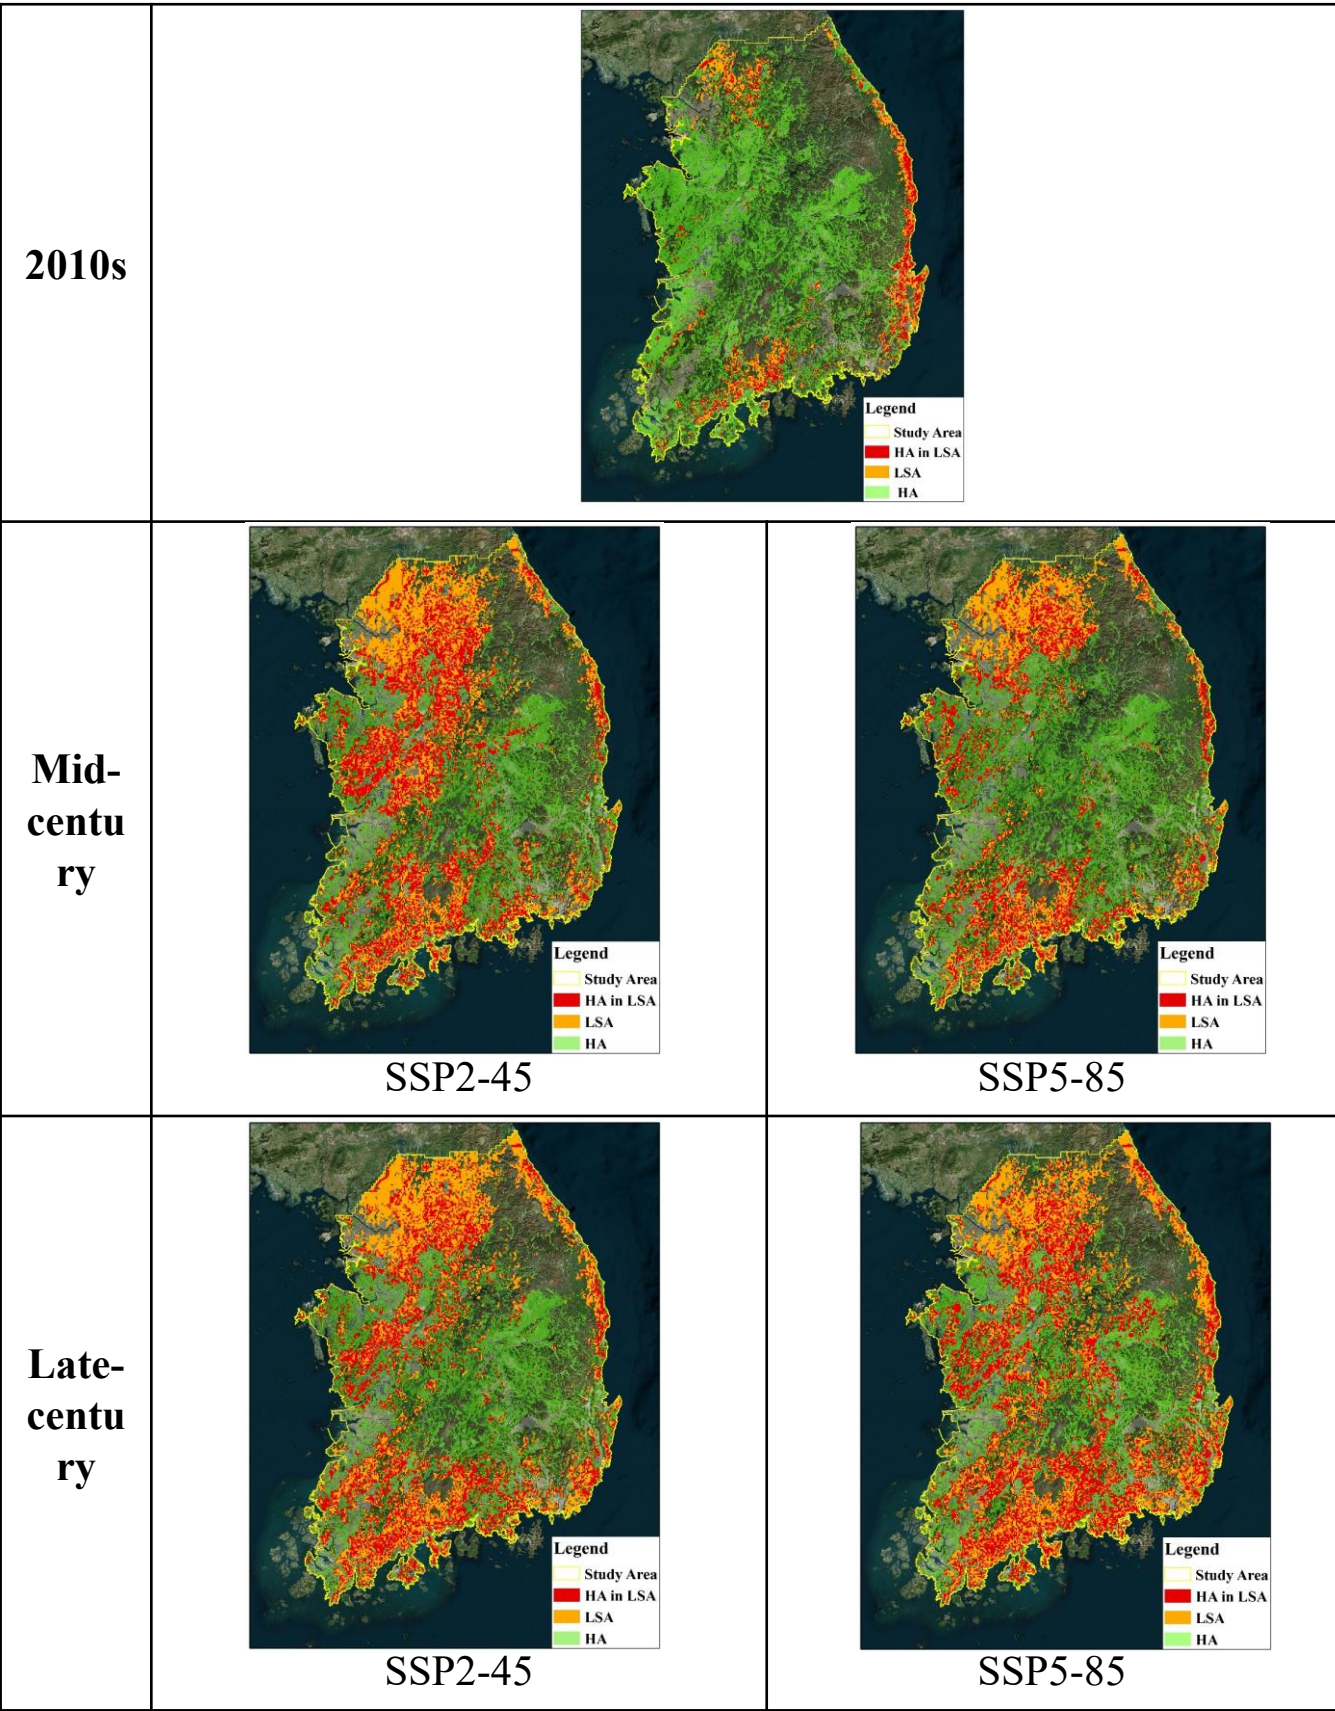 2010s
Legend
Study Area
HA in LSA
LSA
HA
Mid-
centu
ry
Legend
Study Area
HA in LSA
LSA
HA
SSP2-45
Legend
Study Area
HA in LSA
LSA
HA
SSP5-85
Late-
centu
ry
Legend
Study Area
HA in LSA
LSA
HA
SSP2-45
Legend
Study Area
HA in LSA
LSA
HA
SSP5-85